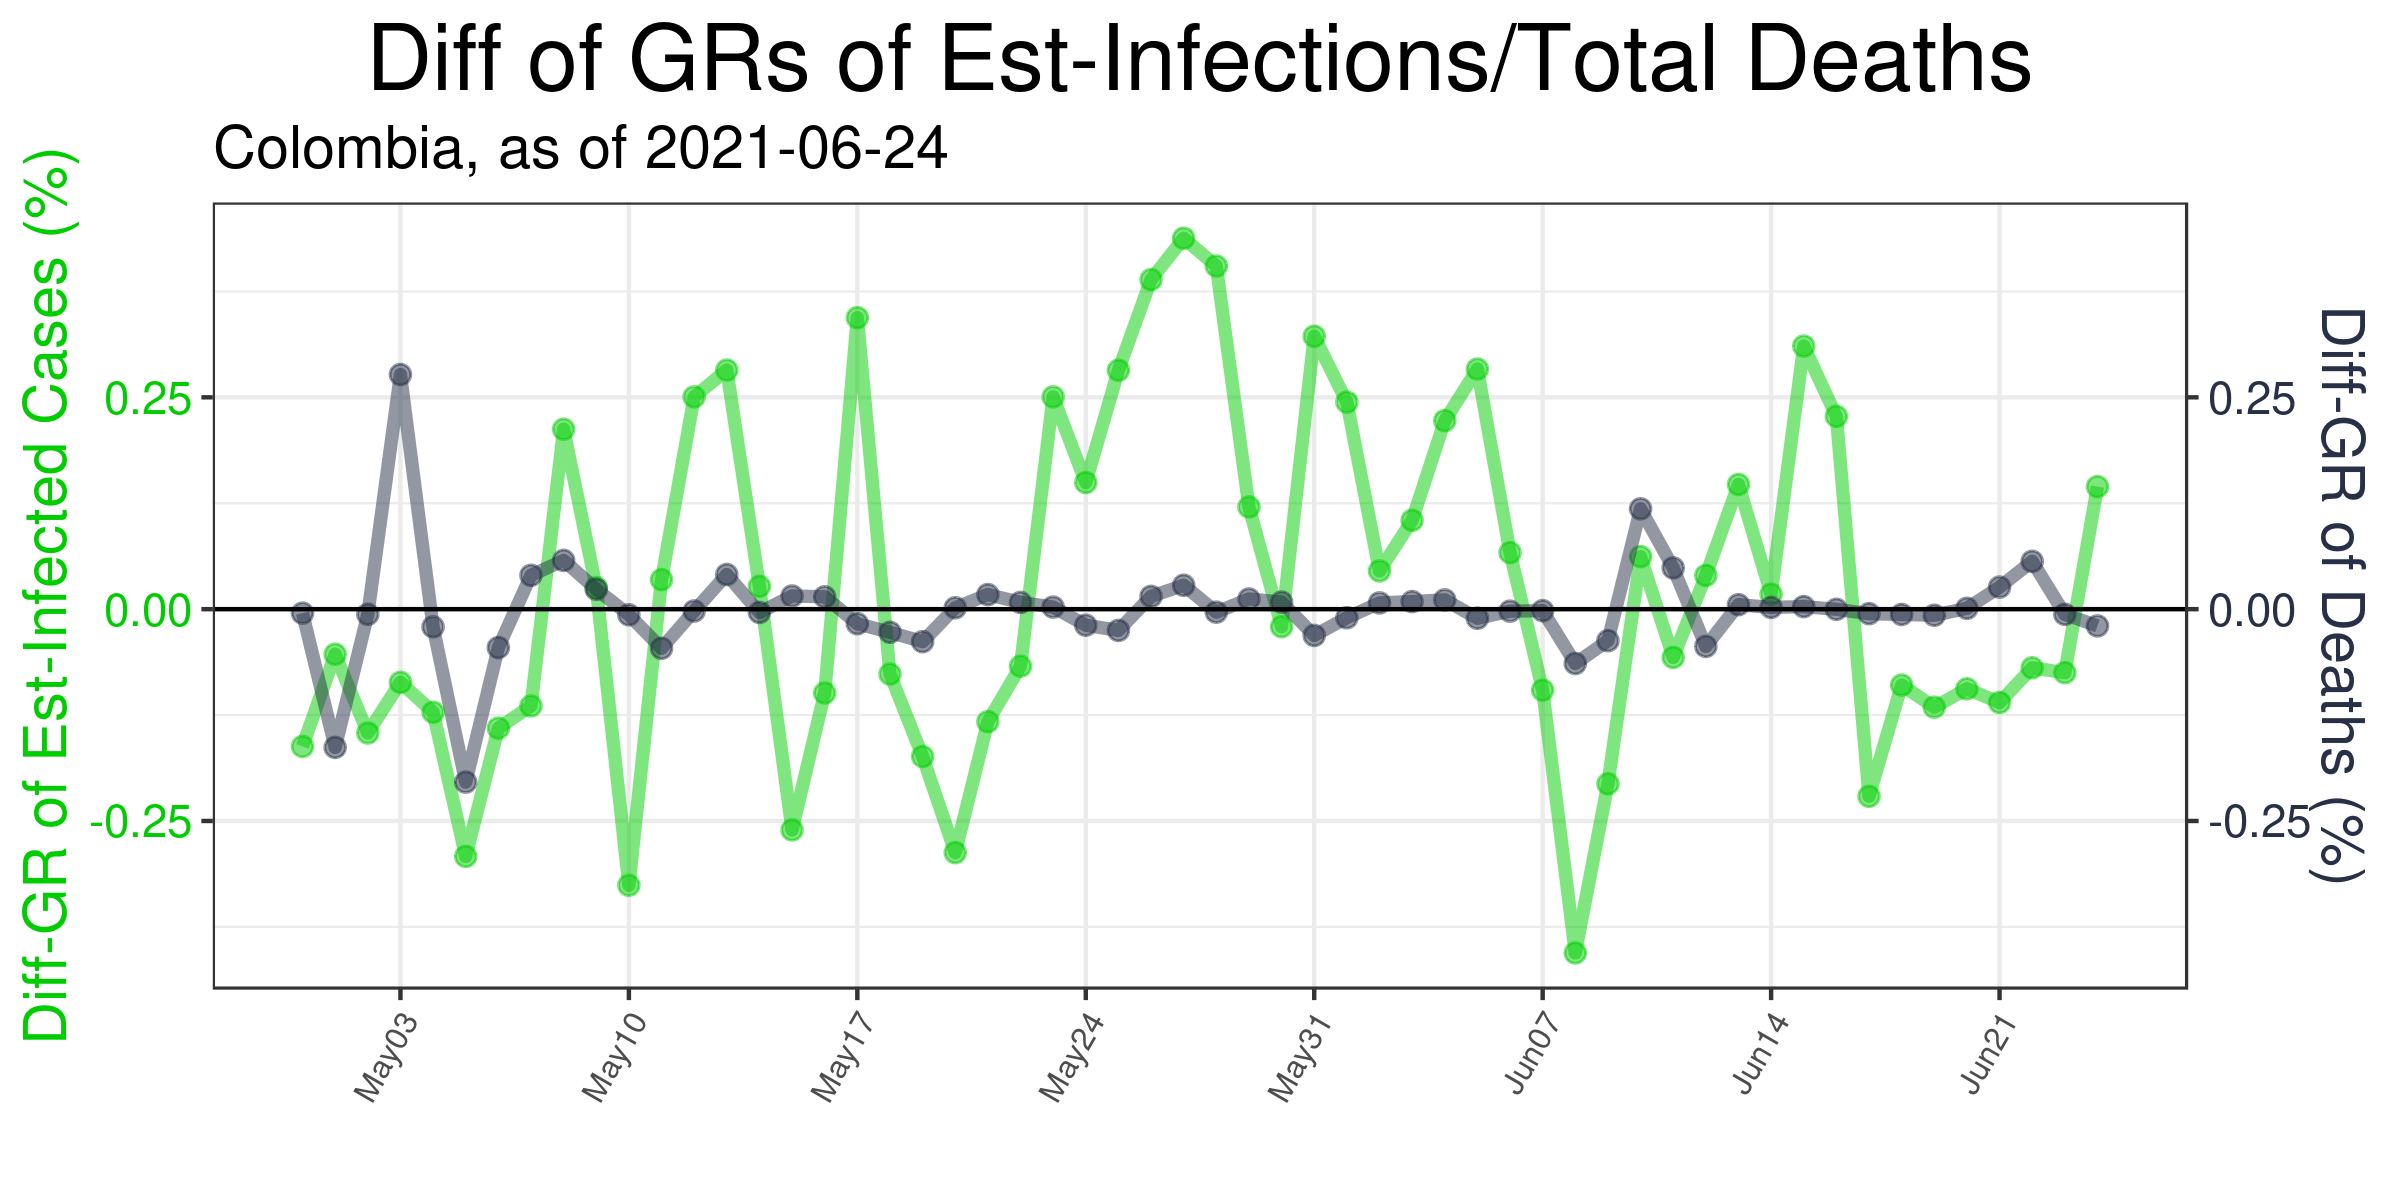 Diff of GRs of Est-Infections/Total Deaths
Colombia, as of 2021-06-24
Diff-GR of Est-Infected Cases (%)
0.25
0.00
-0.25
0.25
0.00
-0.25
Diff-GR of Deaths (%)
May03
May10
May17
May24
May31
Jun07
Jun14
Jun21